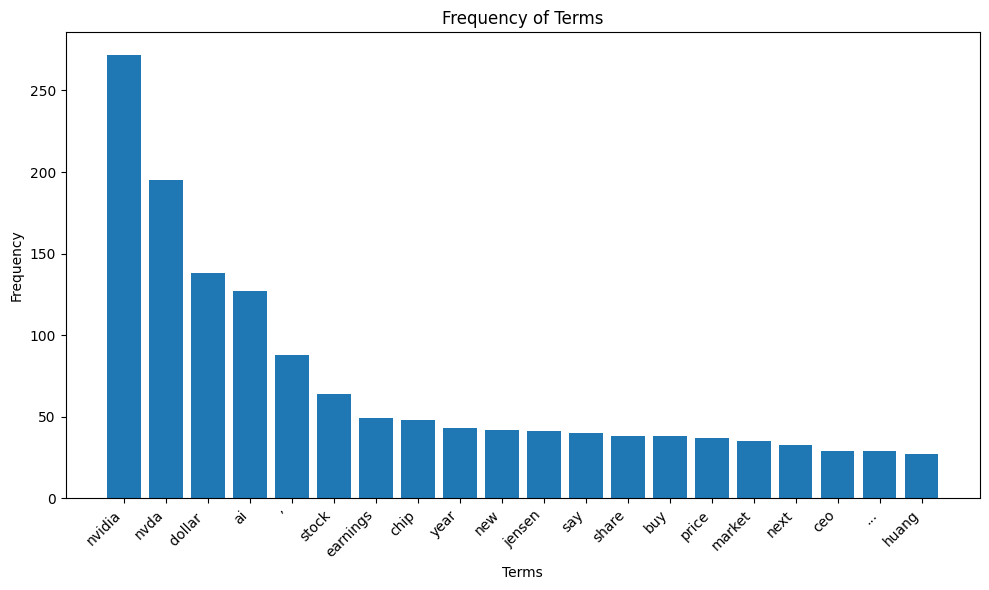 Frequency of Terms
Frequency
250
200
150
100
50
0
nvidia
nvda
dollar
ai
’
stock
earnings
chip
year
new
jensen
say
share
buy
price
market
next
ceo
...
huang
Terms